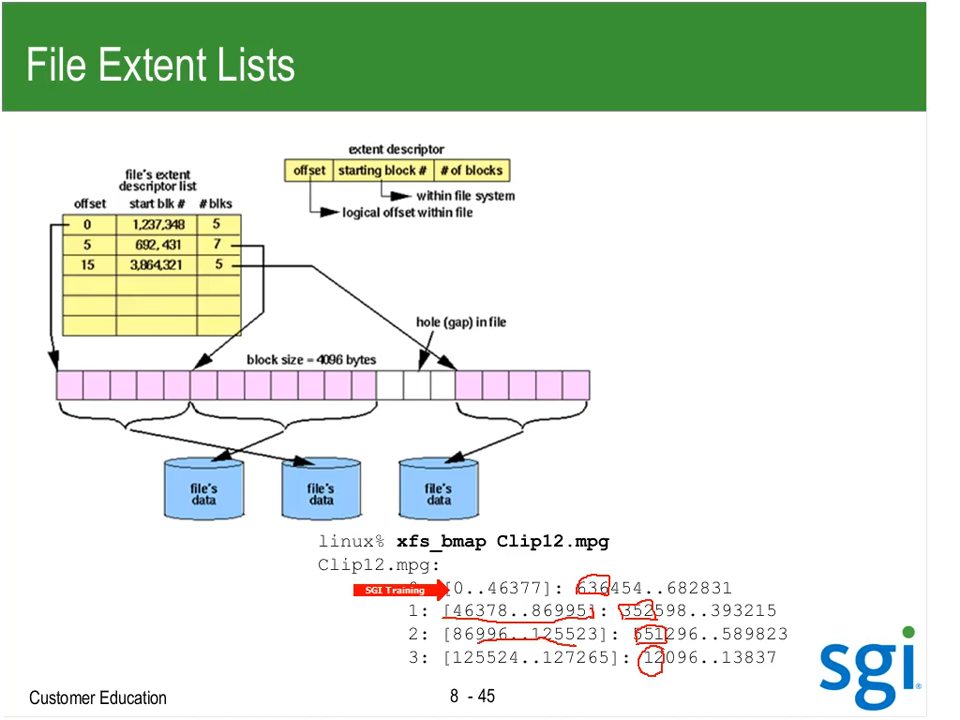 File Extent Lists
extent descriptor
offset starting block # # of blocks
within file system
logical offset within file
file's extent
descriptor list
offset start blk # # blks
0 1,237,348 5
5 692, 431 7
15 3,864,321 5
hole (gap) in file
block size = 4096 bytes
file's
data
file's
data
file's
data
linux% xfs_bmap Clip12.mpg
Clip12.mpg:
SGI Training
[0..46377]: 636454..682831
1: [46378..86995]: 352598..393215
2: [86996..125523]: 551296..589823
3: [125524..127265]: 12096..13837
sgi
Customer Education
8 - 45